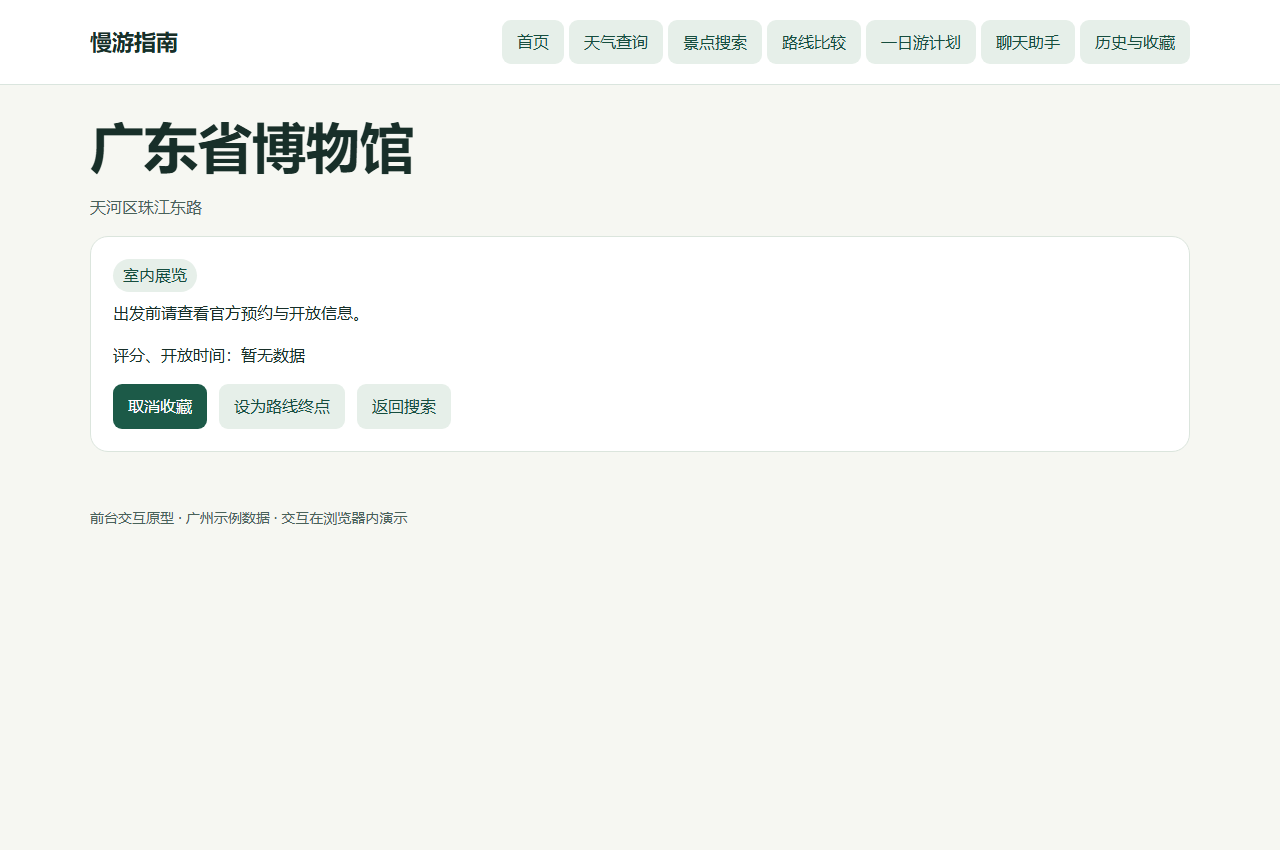 慢游指南
首页 天气查询 景点搜索 路线比较 一日游计划 聊天助手 历史与收藏
广东省博物馆
天河区珠江东路
室内展览
出发前请查看官方预约与开放信息。
评分、开放时间：暂无数据
取消收藏 设为路线终点 返回搜索
前台交互原型 · 广州示例数据 · 交互在浏览器内演示